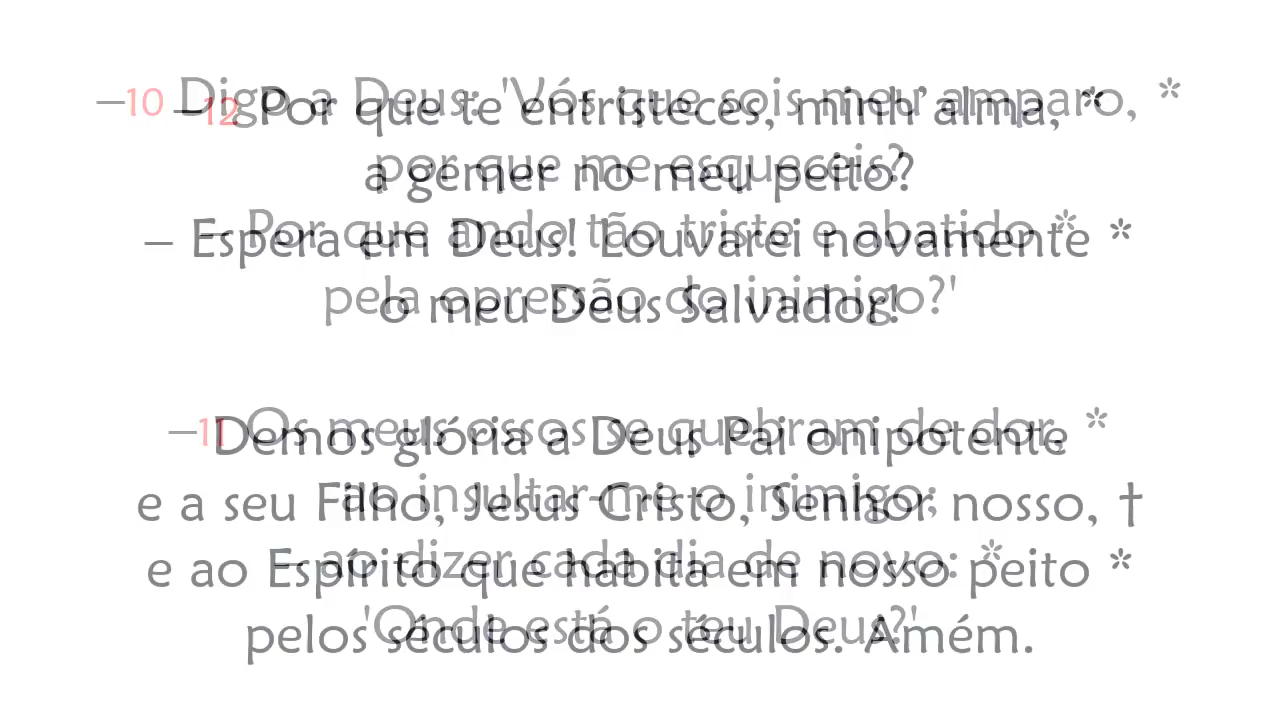 –10 Digo a Deus: 'Vós que sois meu amparo, *
por que me esqueceis?
– Por que ando tão triste e abatido *
pela opressão do inimigo?'
–11 Os meus ossos se quebram de dor, *
ao insultar-me o inimigo;
– ao dizer cada dia de novo: *
'Onde está o teu Deus?'
–12 Por que te entristeces, minh’alma, *
a gemer no meu peito?
– Espera em Deus! Louvarei novamente *
o meu Deus Salvador!
Demos glória a Deus Pai onipotente *
e a seu Filho, Jesus Cristo, Senhor nosso, †
e ao Espírito que habita em nosso peito *
pelos séculos dos séculos. Amém.